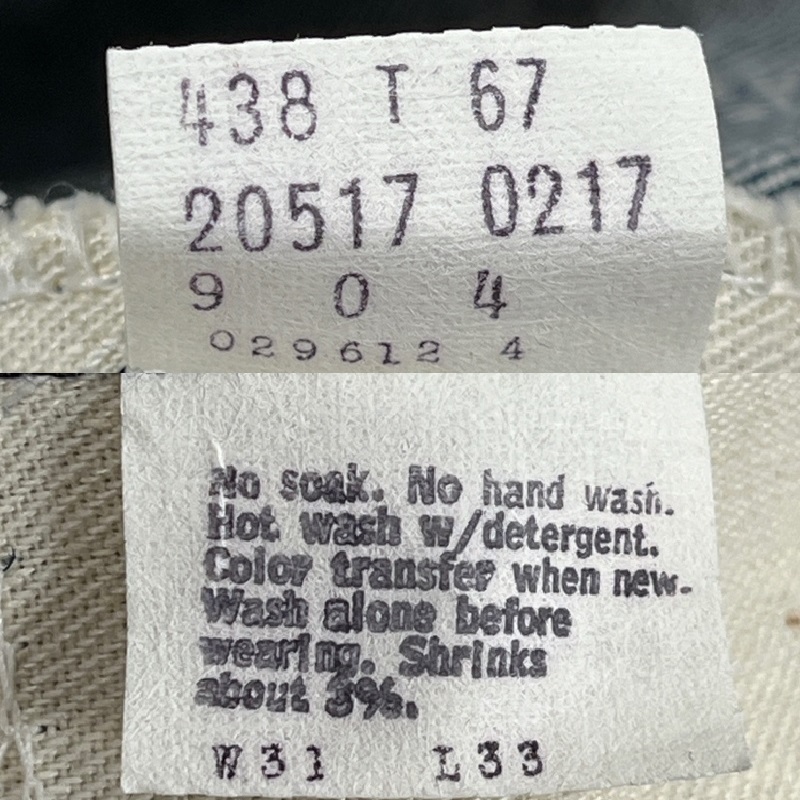 438 T 67
20517 0217
9 0 4
029612 4
No soak. No hand wash.
Hot wash w/detergent.
Color transfer when new.
Wash alone before
wearing. Shrinks
about 3%.
W31 L33